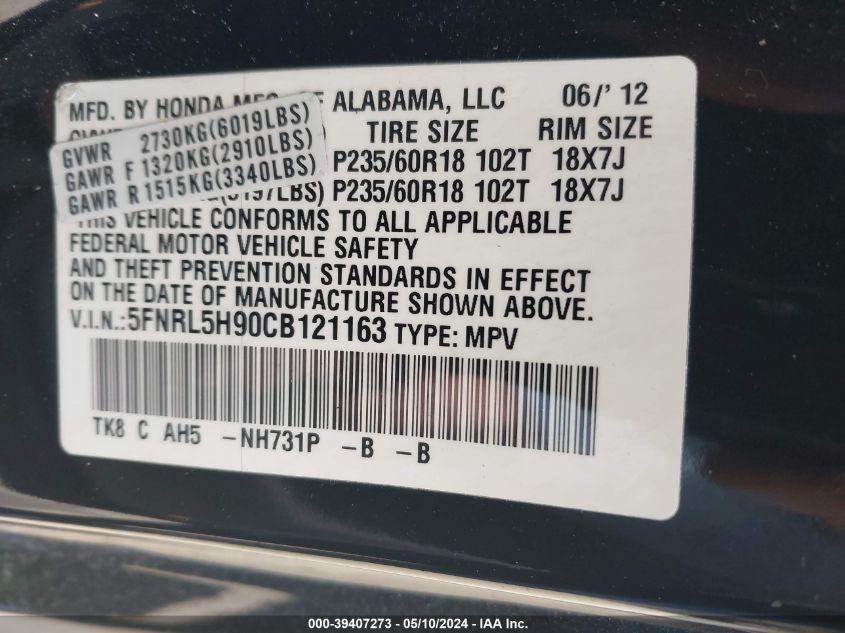 MFD. BY HONDA MFG. OF ALABAMA, LLC 06/' 12
TIRE SIZE RIM SIZE
GVWR 2730KG(6019LBS)
GAWR F 1320KG(2910LBS) P235/60R18 102T 18X7J
GAWR R 1515KG(3340LBS) P235/60R18 102T 18X7J
THIS VEHICLE CONFORMS TO ALL APPLICABLE
FEDERAL MOTOR VEHICLE SAFETY
AND THEFT PREVENTION STANDARDS IN EFFECT
ON THE DATE OF MANUFACTURE SHOWN ABOVE.
V.I.N.:5FNRL5H90CB121163 TYPE: MPV
TK8 C AH5 -NH731P -B -B
000-39407273 - 05/10/2024 - IAA Inc.